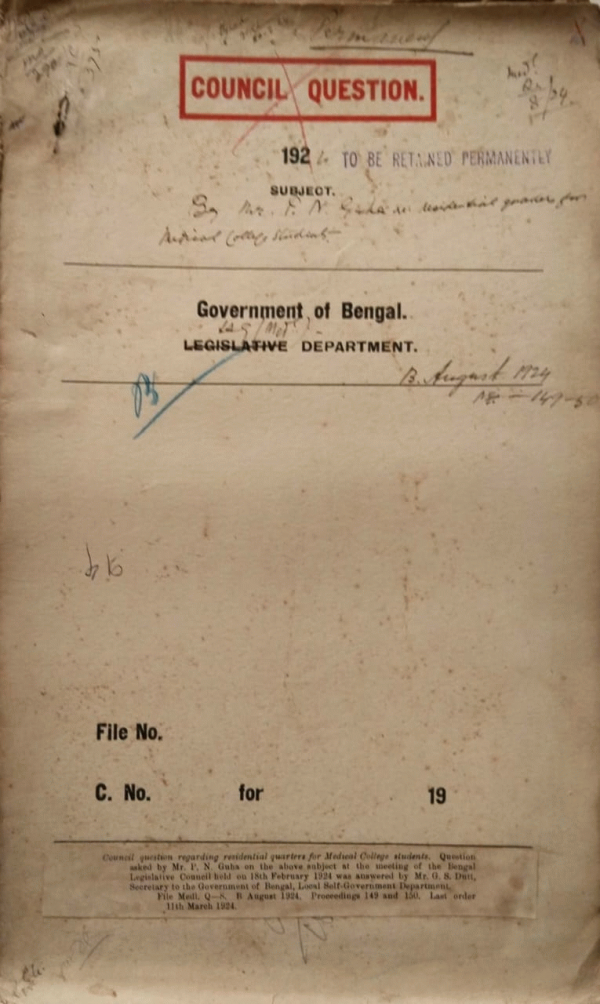 Permanent
COUNCIL QUESTION.
192
TO BE RETAINED PERMANENTLY
SUBJECT.
By Mr. P. N. Guha re residential quarters for
Medical College Students
Government of Bengal.
LEGISLATIVE DEPARTMENT.
B. August 1924
File No.
C. No. for 19
Council question regarding residential quarters for Medical College students. Question
asked by Mr. P. N. Guha on the above subject at the meeting of the Bengal
Legislative Council held on 18th February 1924 was answered by Mr. G. S. Dutt,
Secretary to the Government of Bengal, Local Self-Government Department.
File Medl. Q—8. B August 1924. Proceedings 149 and 150. Last order
11th March 1924.